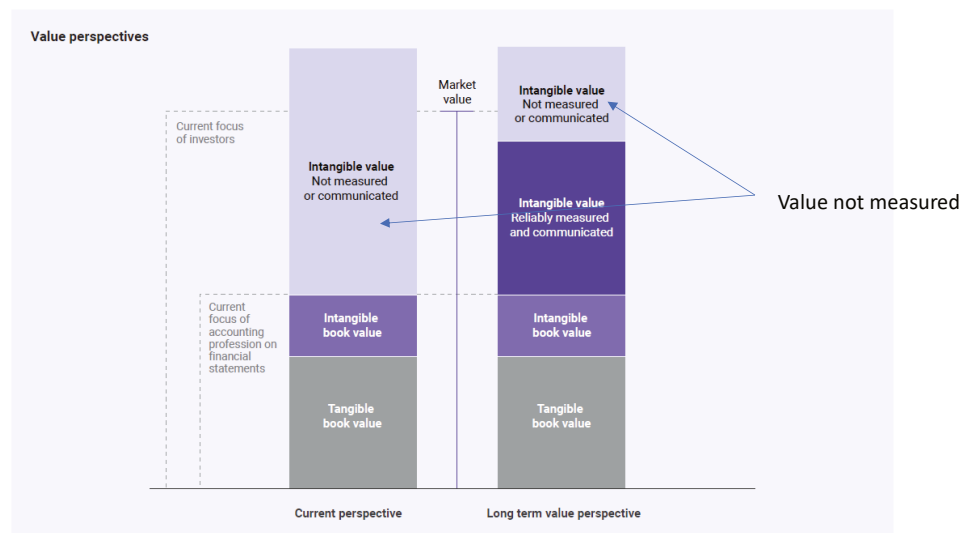 Value perspectives
Market
value
Current focus
of investors
Intangible value
Not measured
or communicated
Intangible value
Not measured
or communicated
Value not measured
Intangible value
Reliably measured
and communicated
Current
focus of
accounting
profession on
financial
statements
Intangible
book value
Intangible
book value
Tangible
book value
Tangible
book value
Current perspective
Long term value perspective